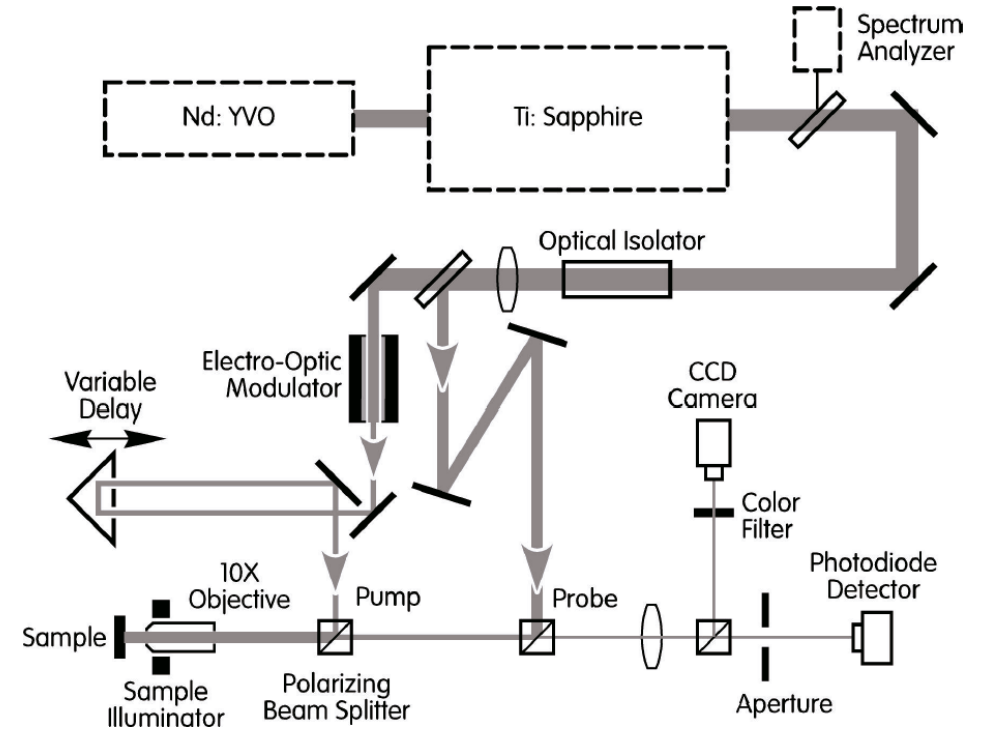 Spectrum
Analyzer
Nd: YVO
Ti: Sapphire
Optical Isolator
Electro-Optic
Modulator
Variable
Delay
CCD
Camera
Color
Filter
Photodiode
Detector
10X
Objective
Pump
Probe
Sample
Sample
Illuminator
Polarizing
Beam Splitter
Aperture